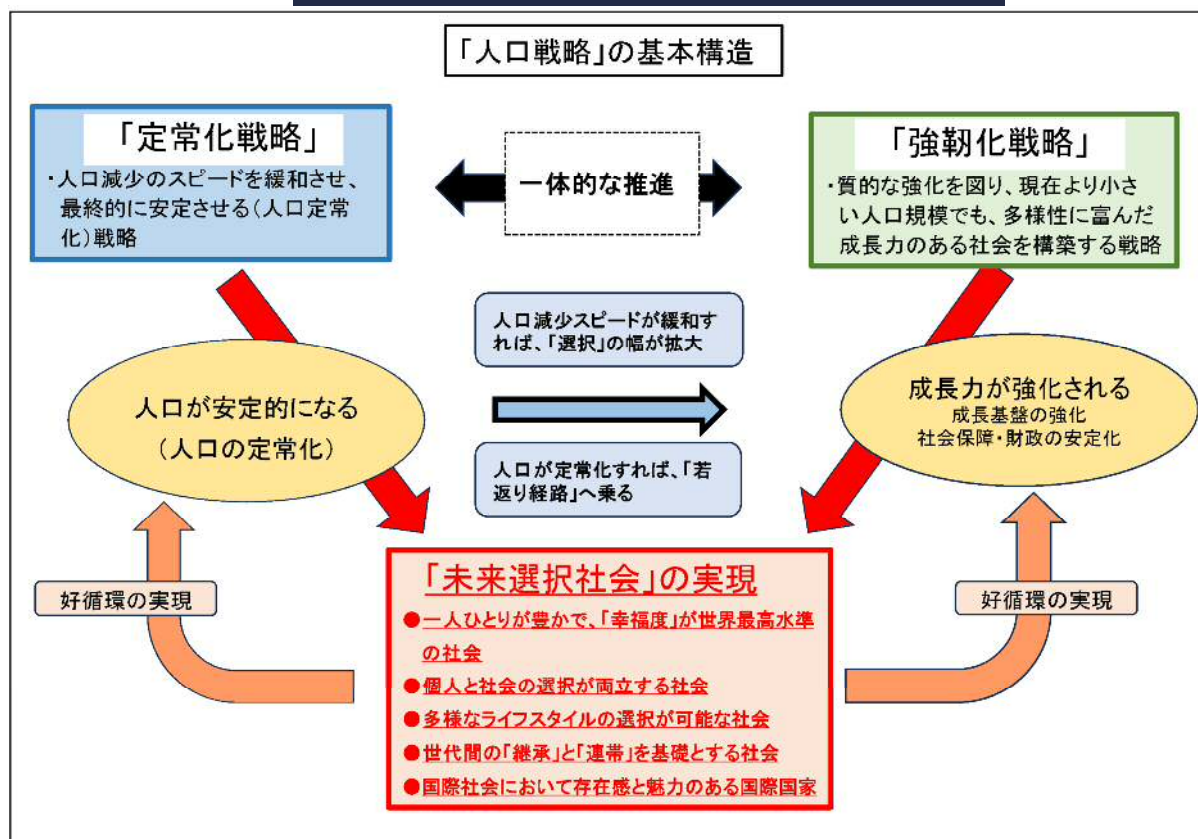 「人口戦略」の基本構造
「定常化戦略」
・人口減少のスピードを緩和させ、
最終的に安定させる(人口定常
化)戦略
一体的な推進
「強靭化戦略」
・質的な強化を図り、現在より小さ
い人口規模でも、多様性に富んだ
成長力のある社会を構築する戦略
人口減少スピードが緩和す
れば、「選択」の幅が拡大
人口が安定的になる
(人口の定常化)
成長力が強化される
成長基盤の強化
社会保障・財政の安定化
人口が定常化すれば、「若
返り経路」へ乗る
好循環の実現
「未来選択社会」の実現
●一人ひとりが豊かで、「幸福度」が世界最高水準
の社会
●個人と社会の選択が両立する社会
●多様なライフスタイルの選択が可能な社会
●世代間の「継承」と「連帯」を基礎とする社会
●国際社会において存在感と魅力のある国際国家
好循環の実現